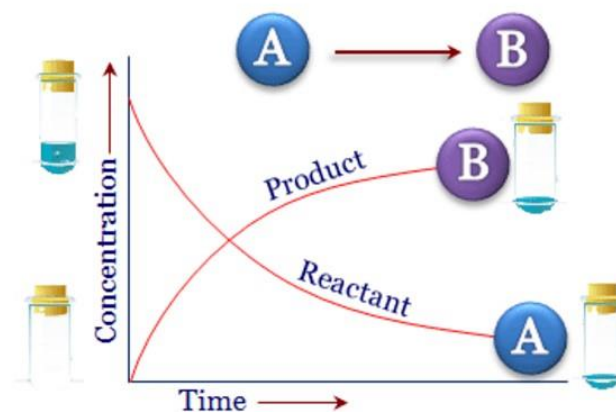 A B
Concentration
Product
B
Reactant
A
Time